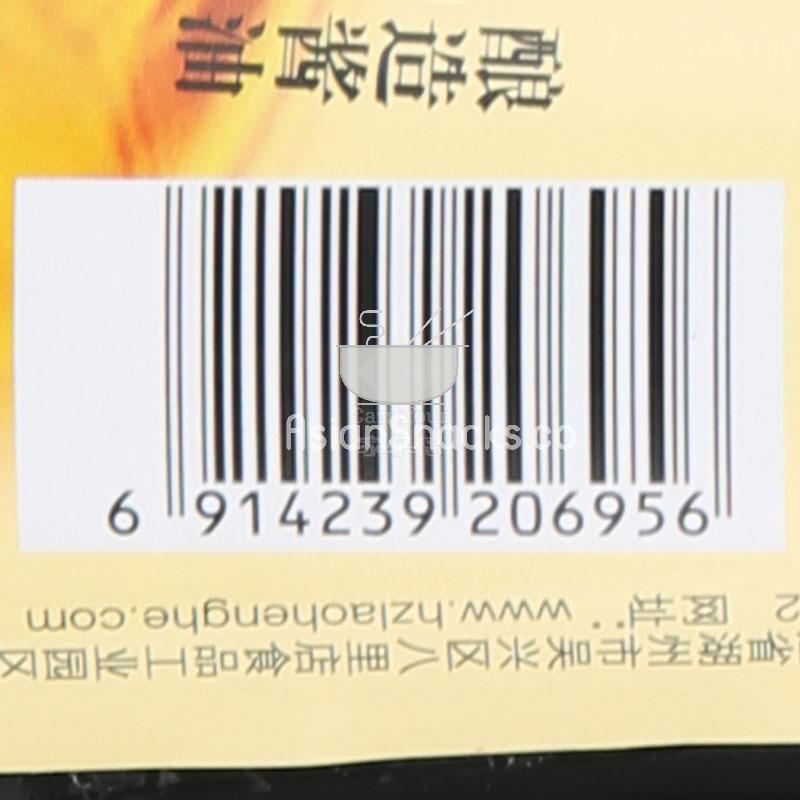 酿造酱油
AsianSnacks.co
6 914239 206956
2 网址：www.hzlaohenghe.com
省湖州市吴兴区八里店食品工业园区